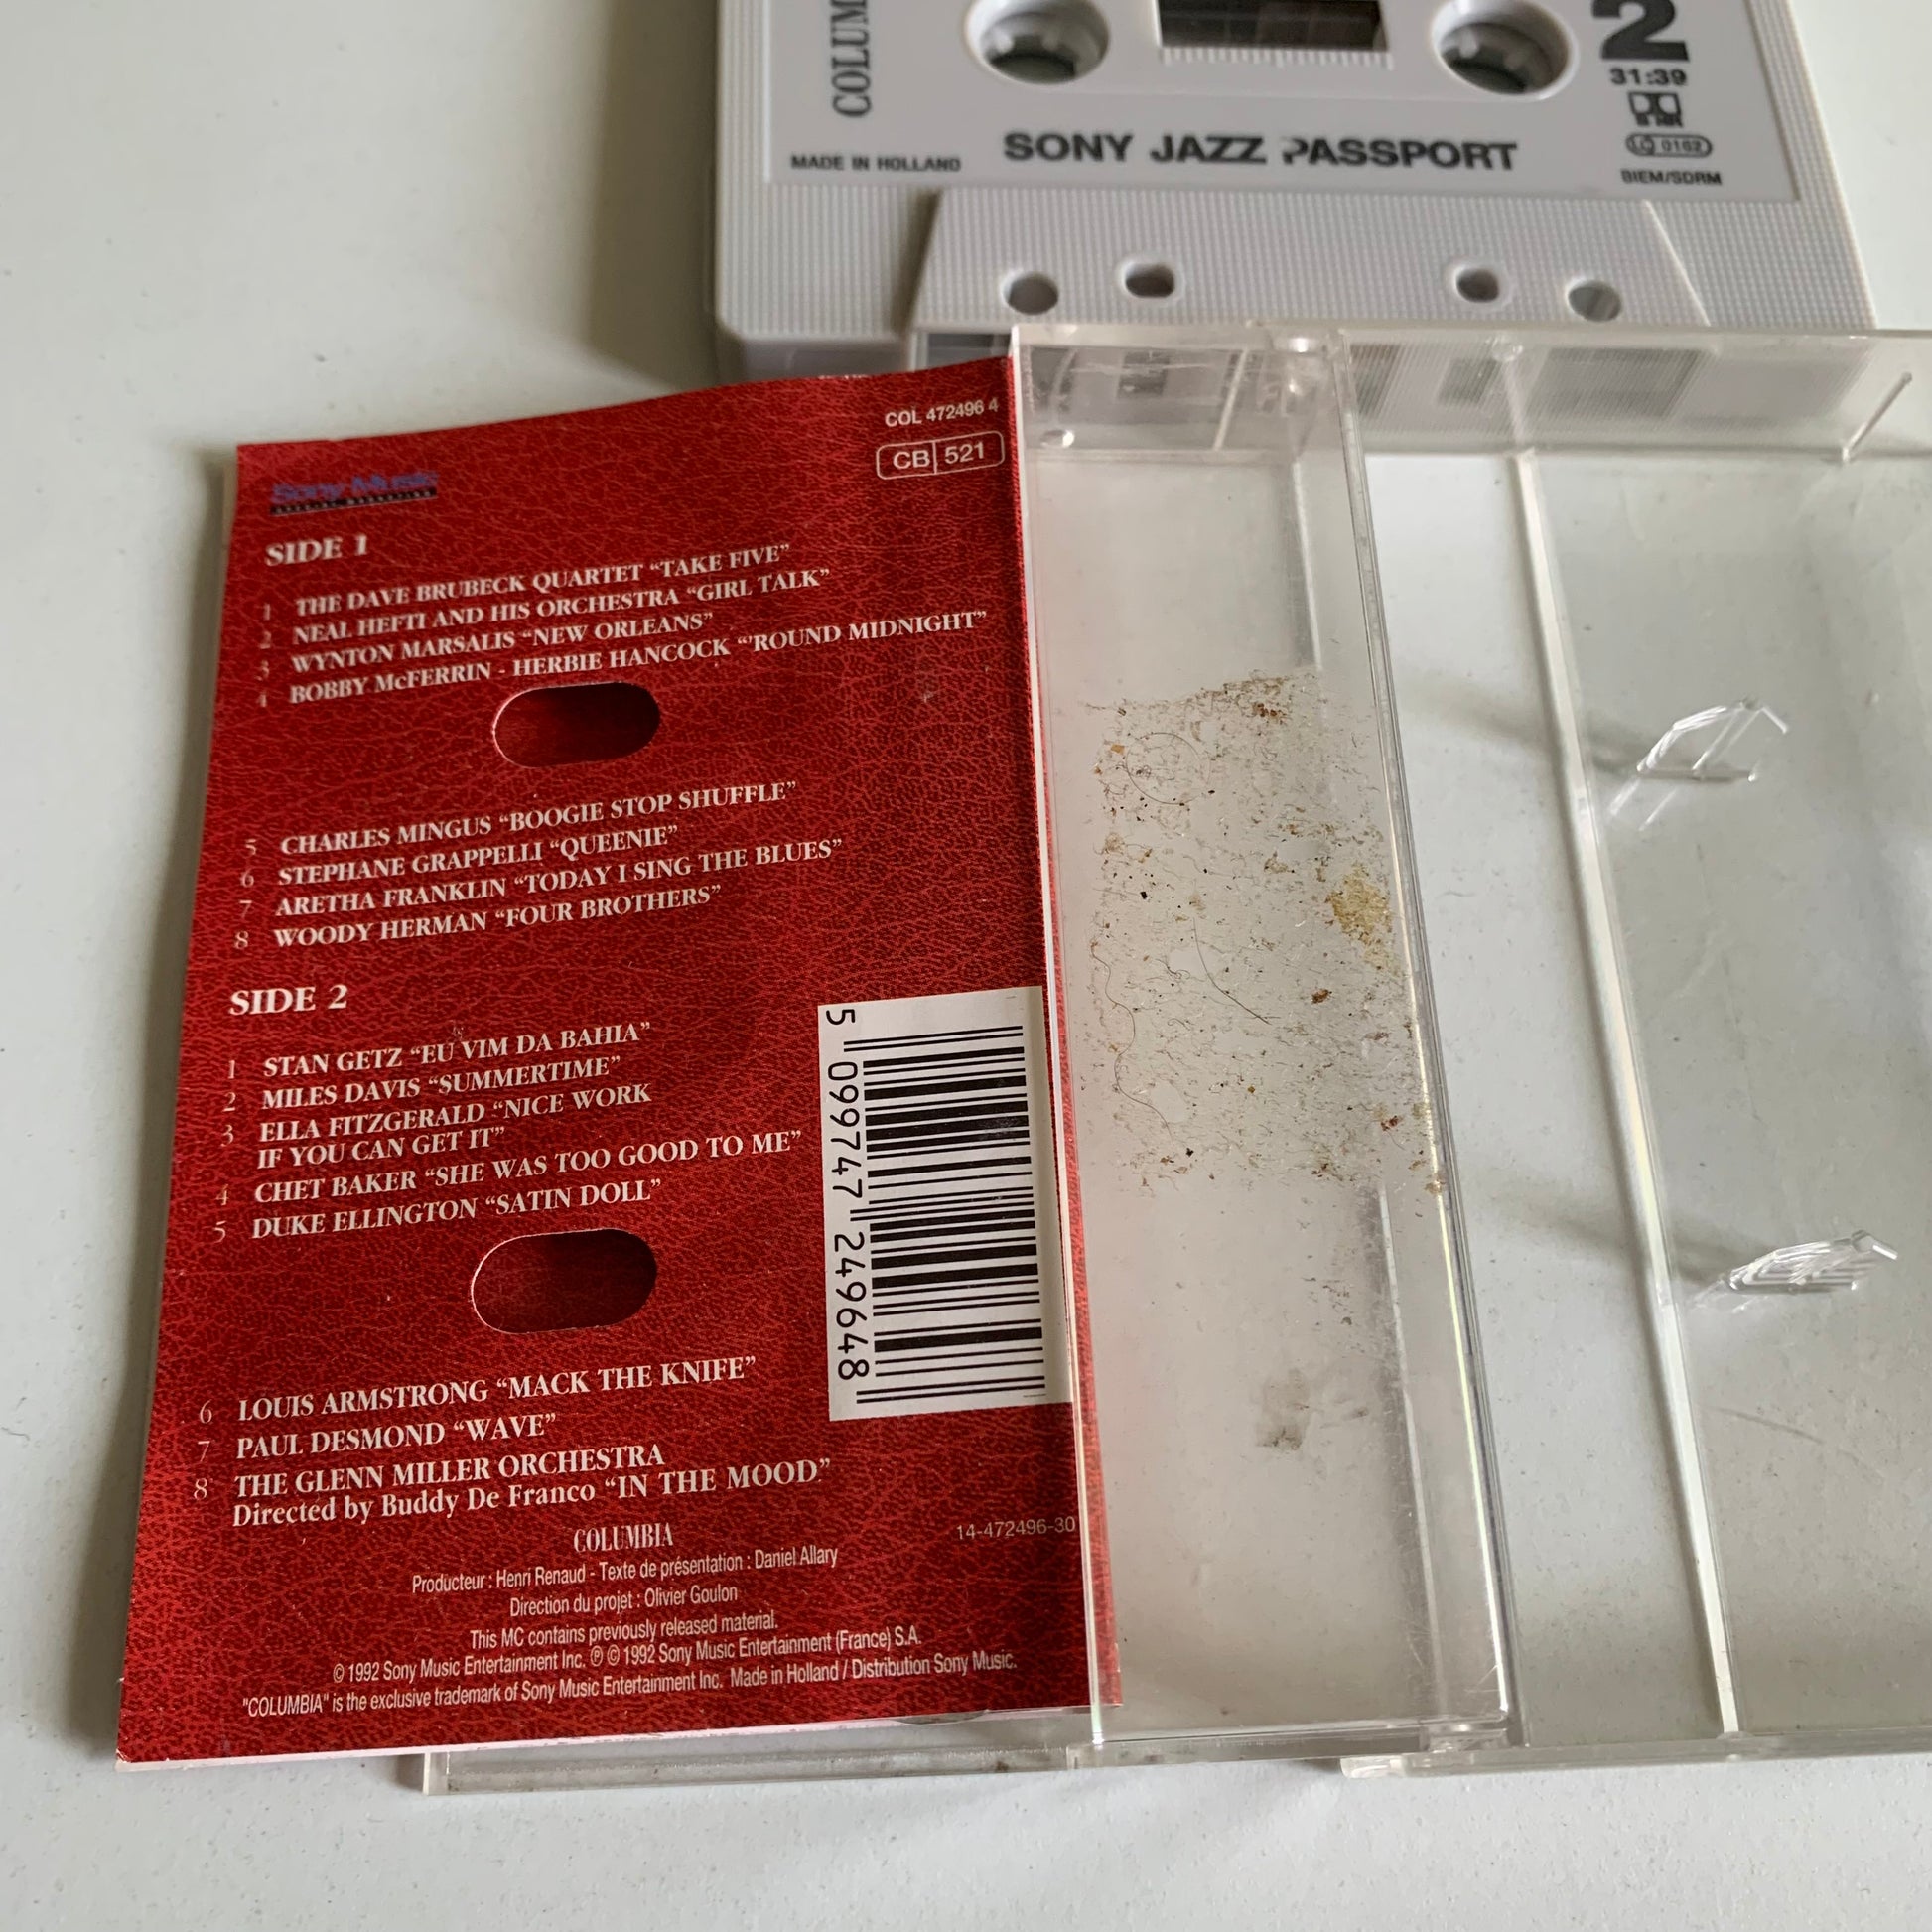 COLUM
2
31:39
MADE IN HOLLAND
SONY JAZZ PASSPORT
LC 0162
BIEM/SDRM
COL 472496 4
CB 521
Sony Music
SIDE 1
1 THE DAVE BRUBECK QUARTET “TAKE FIVE”
2 NEAL HEFTI AND HIS ORCHESTRA “GIRL TALK”
3 WYNTON MARSALIS “NEW ORLEANS”
4 BOBBY McFERRIN - HERBIE HANCOCK “'ROUND MIDNIGHT”
5 CHARLES MINGUS “BOOGIE STOP SHUFFLE”
6 STEPHANE GRAPPELLI “QUEENIE”
7 ARETHA FRANKLIN “TODAY I SING THE BLUES”
8 WOODY HERMAN “FOUR BROTHERS”
SIDE 2
1 STAN GETZ “EU VIM DA BAHIA”
2 MILES DAVIS “SUMMERTIME”
3 ELLA FITZGERALD “NICE WORK
IF YOU CAN GET IT”
4 CHET BAKER “SHE WAS TOO GOOD TO ME”
5 DUKE ELLINGTON “SATIN DOLL”
6 LOUIS ARMSTRONG “MACK THE KNIFE”
7 PAUL DESMOND “WAVE”
8 THE GLENN MILLER ORCHESTRA
Directed by Buddy De Franco “IN THE MOOD”
5 099747 249648
COLUMBIA
14-472496-30
Producteur : Henri Renaud - Texte de présentation : Daniel Allary
Direction du projet : Olivier Goulon
This MC contains previously released material.
© 1992 Sony Music Entertainment Inc. ℗ © 1992 Sony Music Entertainment (France) S.A.
"COLUMBIA" is the exclusive trademark of Sony Music Entertainment Inc. Made in Holland / Distribution Sony Music.